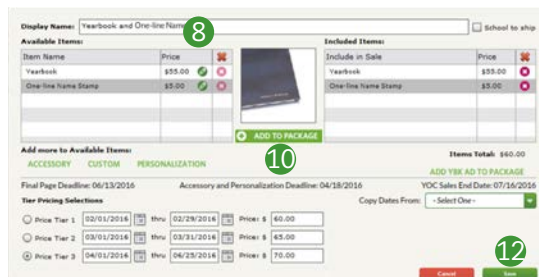 Display Name: Yearbook and One-line Name 8 School to ship
Available Items: Included Items:
Item Name Price Include in Sale Price
Yearbook $55.00 Yearbook $55.00
One-line Name Stamp $5.00 One-line Name Stamp $5.00
ADD TO PACKAGE
Add more to Available Items: 10 Items Total: $60.00
ACCESSORY CUSTOM PERSONALIZATION ADD YBK AD TO PACKAGE
Final Page Deadline: 06/13/2016 Accessory and Personalization Deadline: 04/18/2016 YOC Sales End Date: 07/16/2016
Tier Pricing Selections Copy Dates From: - Select One -
Price Tier 1 02/01/2016 thru 02/29/2016 Price: $ 60.00
Price Tier 2 03/01/2016 thru 03/31/2016 Price: $ 65.00
Price Tier 3 04/01/2016 thru 06/25/2016 Price: $ 70.00
12
Cancel Save